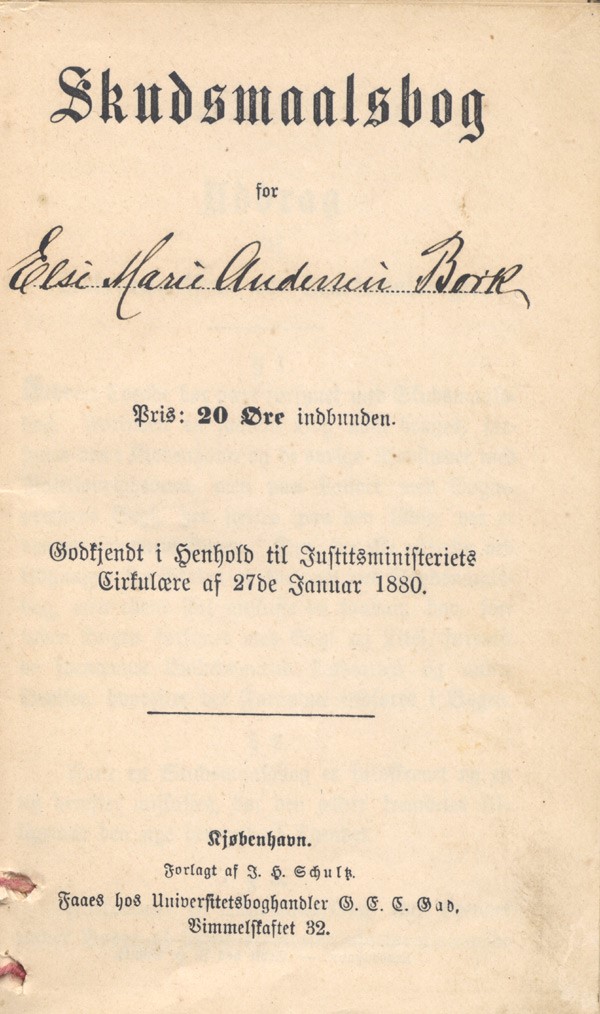 Skudsmaalsbog
for
Else Marie Andersen Bork
Pris: 20 Øre indbunden.
Godkjendt i Henhold til Justitsministeriets
Cirkulære af 27de Januar 1880.
Kjøbenhavn.
Forlagt af J. H. Schultz.
Faaes hos Universitetsboghandler G. E. C. Gad,
Vimmelskaftet 32.